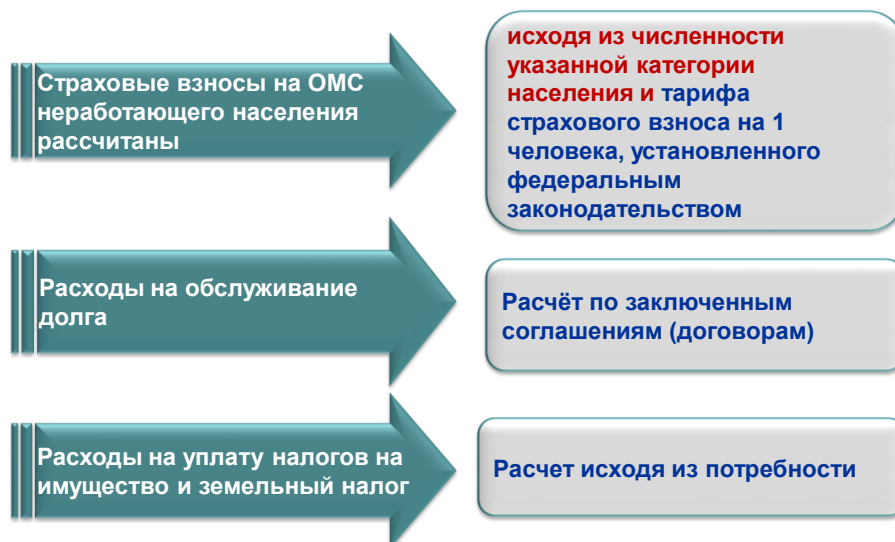 Страховые взносы на ОМС
неработающего населения
рассчитаны
исходя из численности
указанной категории
населения и тарифа
страхового взноса на 1
человека, установленного
федеральным
законодательством
Расходы на обслуживание
долга
Расчёт по заключенным
соглашениям (договорам)
Расходы на уплату налогов на
имущество и земельный налог
Расчет исходя из потребности